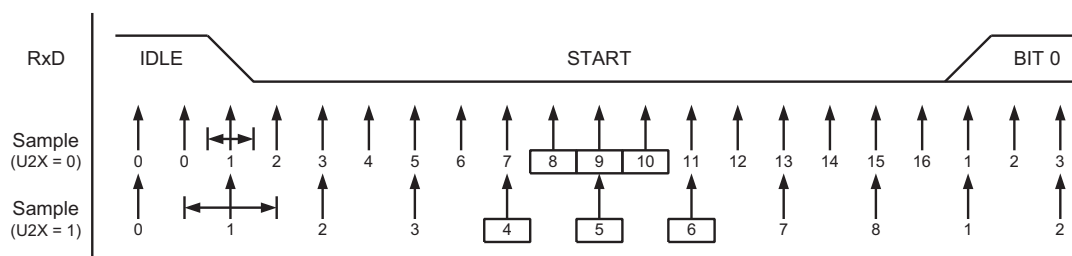 RxD IDLE START BIT 0
Sample
(U2X = 0)
0 0 1 2 3 4 5 6 7 8 9 10 11 12 13 14 15 16 1 2 3
Sample
(U2X = 1)
0 1 2 3 4 5 6 7 8 1 2